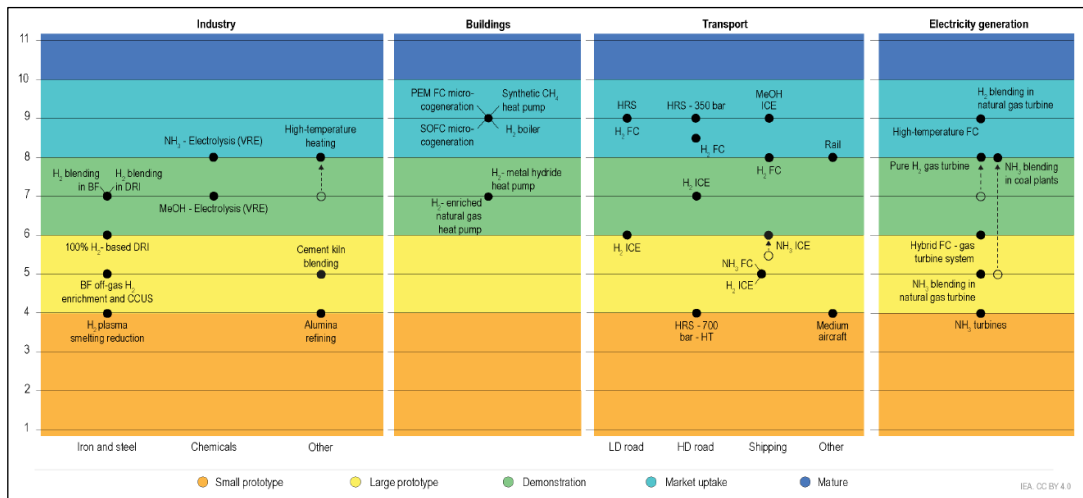 Industry
Buildings
Transport
Electricity generation
11
10
9
8
7
6
5
4
3
2
1
NH₃ - Electrolysis (VRE)
High-temperature
heating
H₂ blending
in BF
H₂ blending
in DRI
MeOH - Electrolysis (VRE)
100% H₂- based DRI
Cement kiln
blending
BF off-gas H₂
enrichment and CCUS
H₂ plasma
smelting reduction
Alumina
refining
PEM FC micro-
cogeneration
Synthetic CH₄
heat pump
SOFC micro-
cogeneration
H₂ boiler
H₂- metal hydride
heat pump
H₂- enriched
natural gas
heat pump
HRS
H₂ FC
HRS - 350 bar
H₂ FC
MeOH
ICE
H₂ FC
Rail
H₂ ICE
H₂ ICE
NH₃ ICE
NH₃ FC
H₂ ICE
HRS - 700
bar - HT
Medium
aircraft
H₂ blending in
natural gas turbine
High-temperature FC
Pure H₂ gas turbine
NH₃ blending
in coal plants
Hybrid FC - gas
turbine system
NH₃ blending in
natural gas turbine
NH₃ turbines
Iron and steel
Chemicals
Other
LD road
HD road
Shipping
Other
Small prototype
Large prototype
Demonstration
Market uptake
Mature
IEA. CC BY 4.0